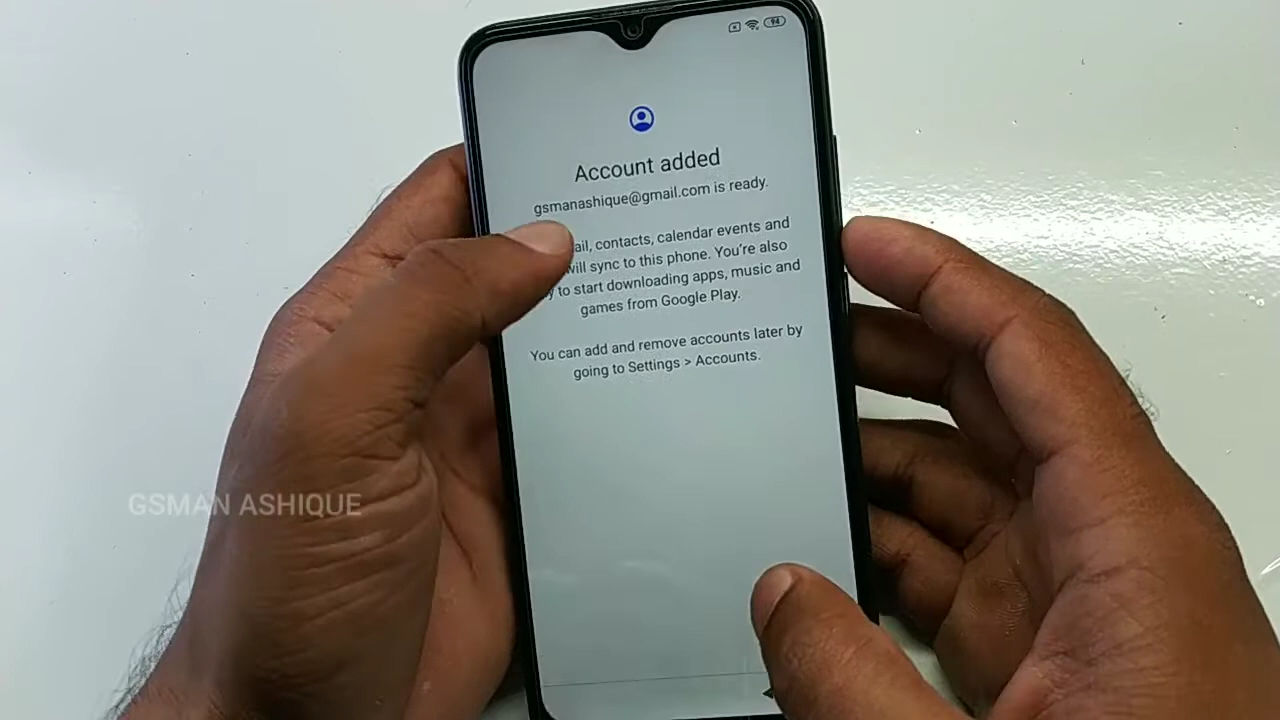 94
Account added
gsmanashique@gmail.com is ready.
contacts, calendar events and
will sync to this phone. You're also
to start downloading apps, music and
games from Google Play.
You can add and remove accounts later by
going to Settings > Accounts.
GSMAN ASHIQUE